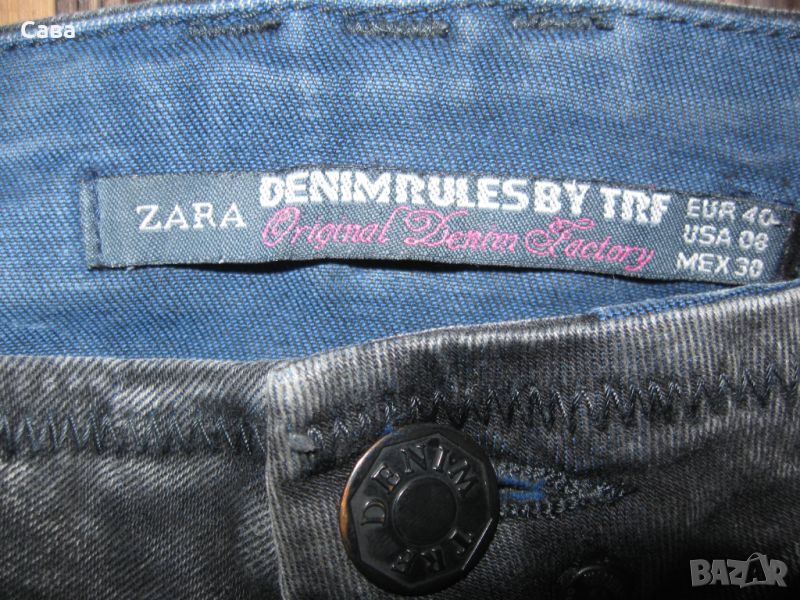 Сава
ZARA DENIMRULES BY TRF
Original Denim Factory
EUR 40
USA 08
MEX 30
DENIM TRF
BAZAR